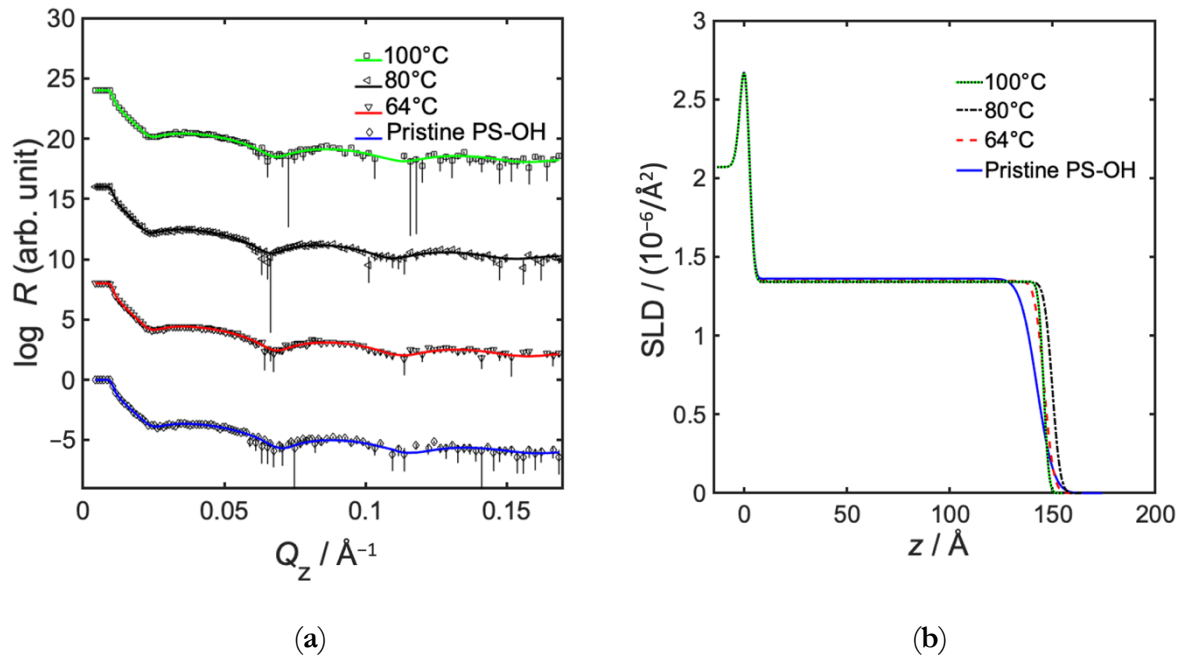 30
25
20
15
10
5
0
−5
log R (arb. unit)
100°C
80°C
64°C
Pristine PS-OH
0
0.05
0.1
0.15
Qz / Å−1
(a)
3
2.5
2
1.5
1
0.5
0
SLD / (10−6/Å2)
100°C
80°C
64°C
Pristine PS-OH
0
50
100
150
200
z / Å
(b)